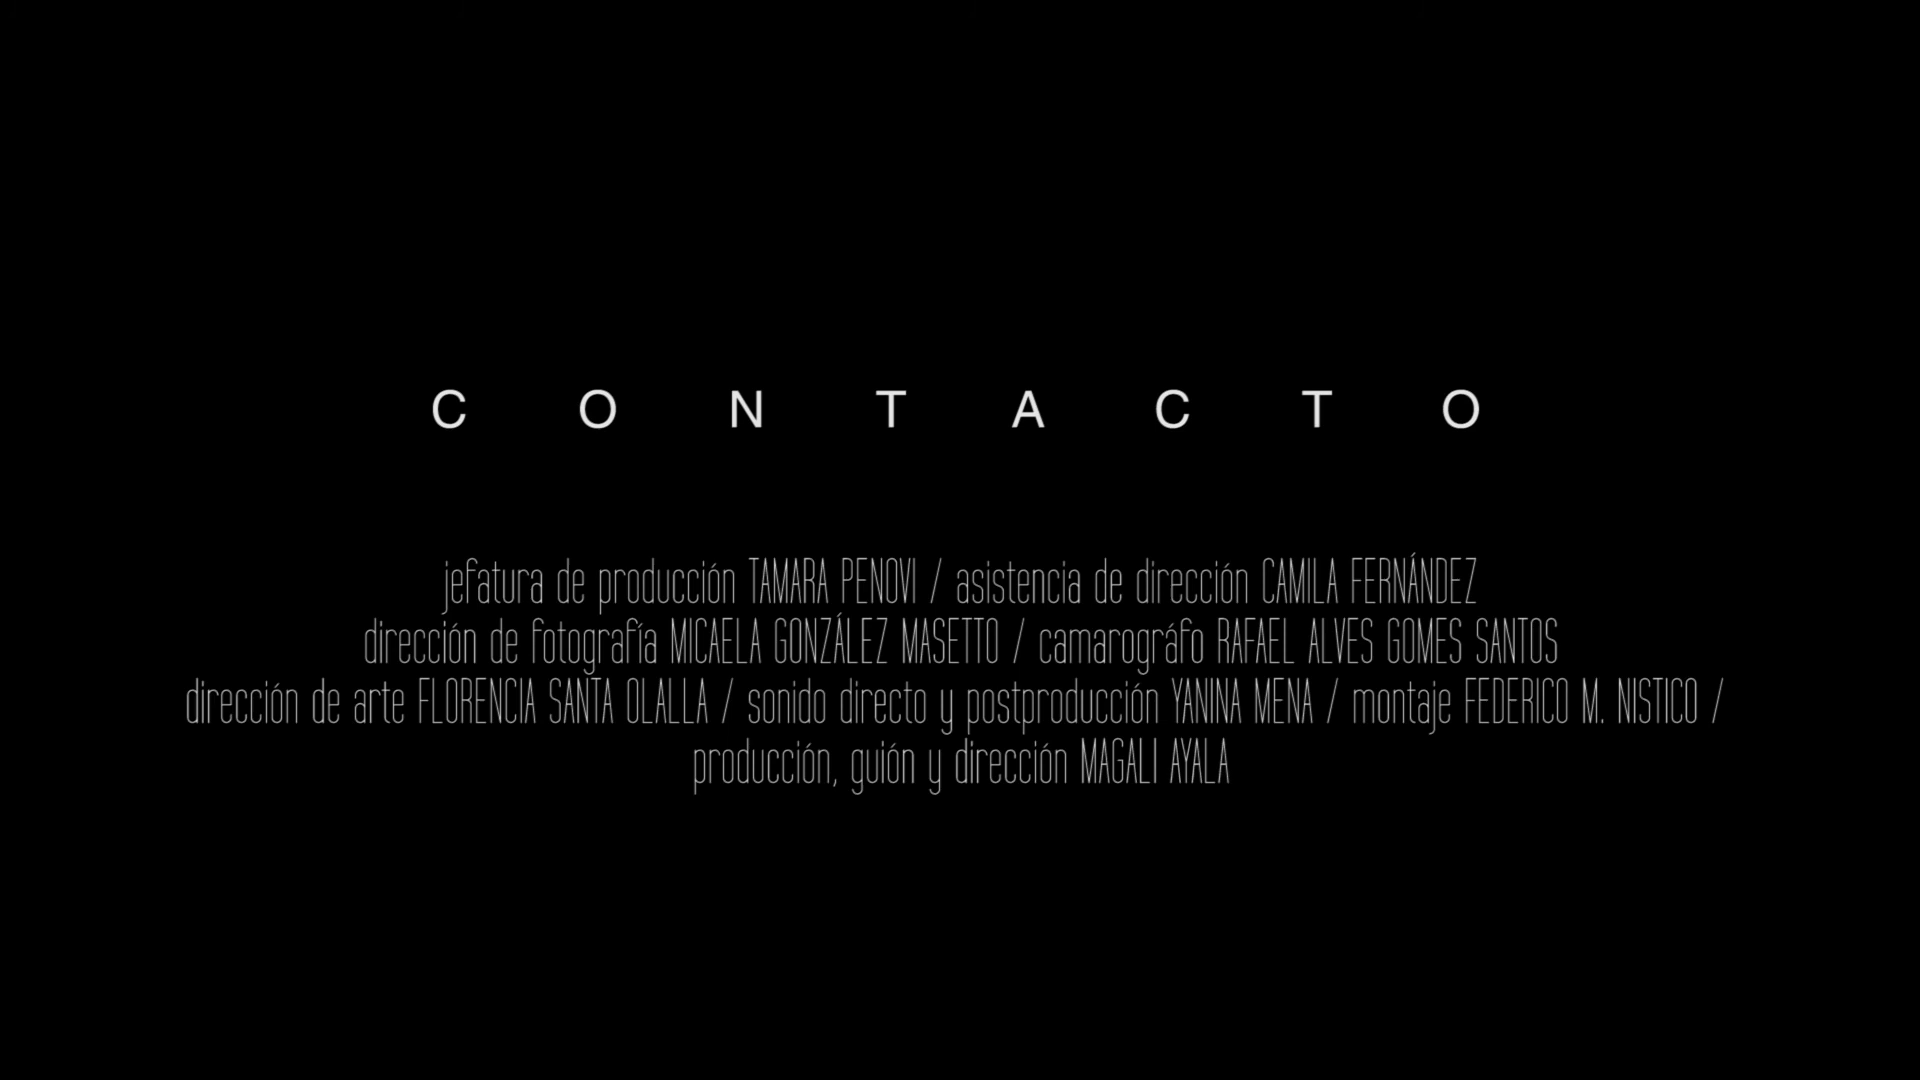 CONTACTO
jefatura de producción TAMARA PENOVI / asistencia de dirección CAMILA FERNÁNDEZ
dirección de fotografía MICAELA GONZÁLEZ MASETTO / camarográfo RAFAEL ALVES GOMES SANTOS
dirección de arte FLORENCIA SANTA OLALLA / sonido directo y postproducción YANINA MENA / montaje FEDERICO M. NISTICO /
producción, guión y dirección MAGALI AYALA